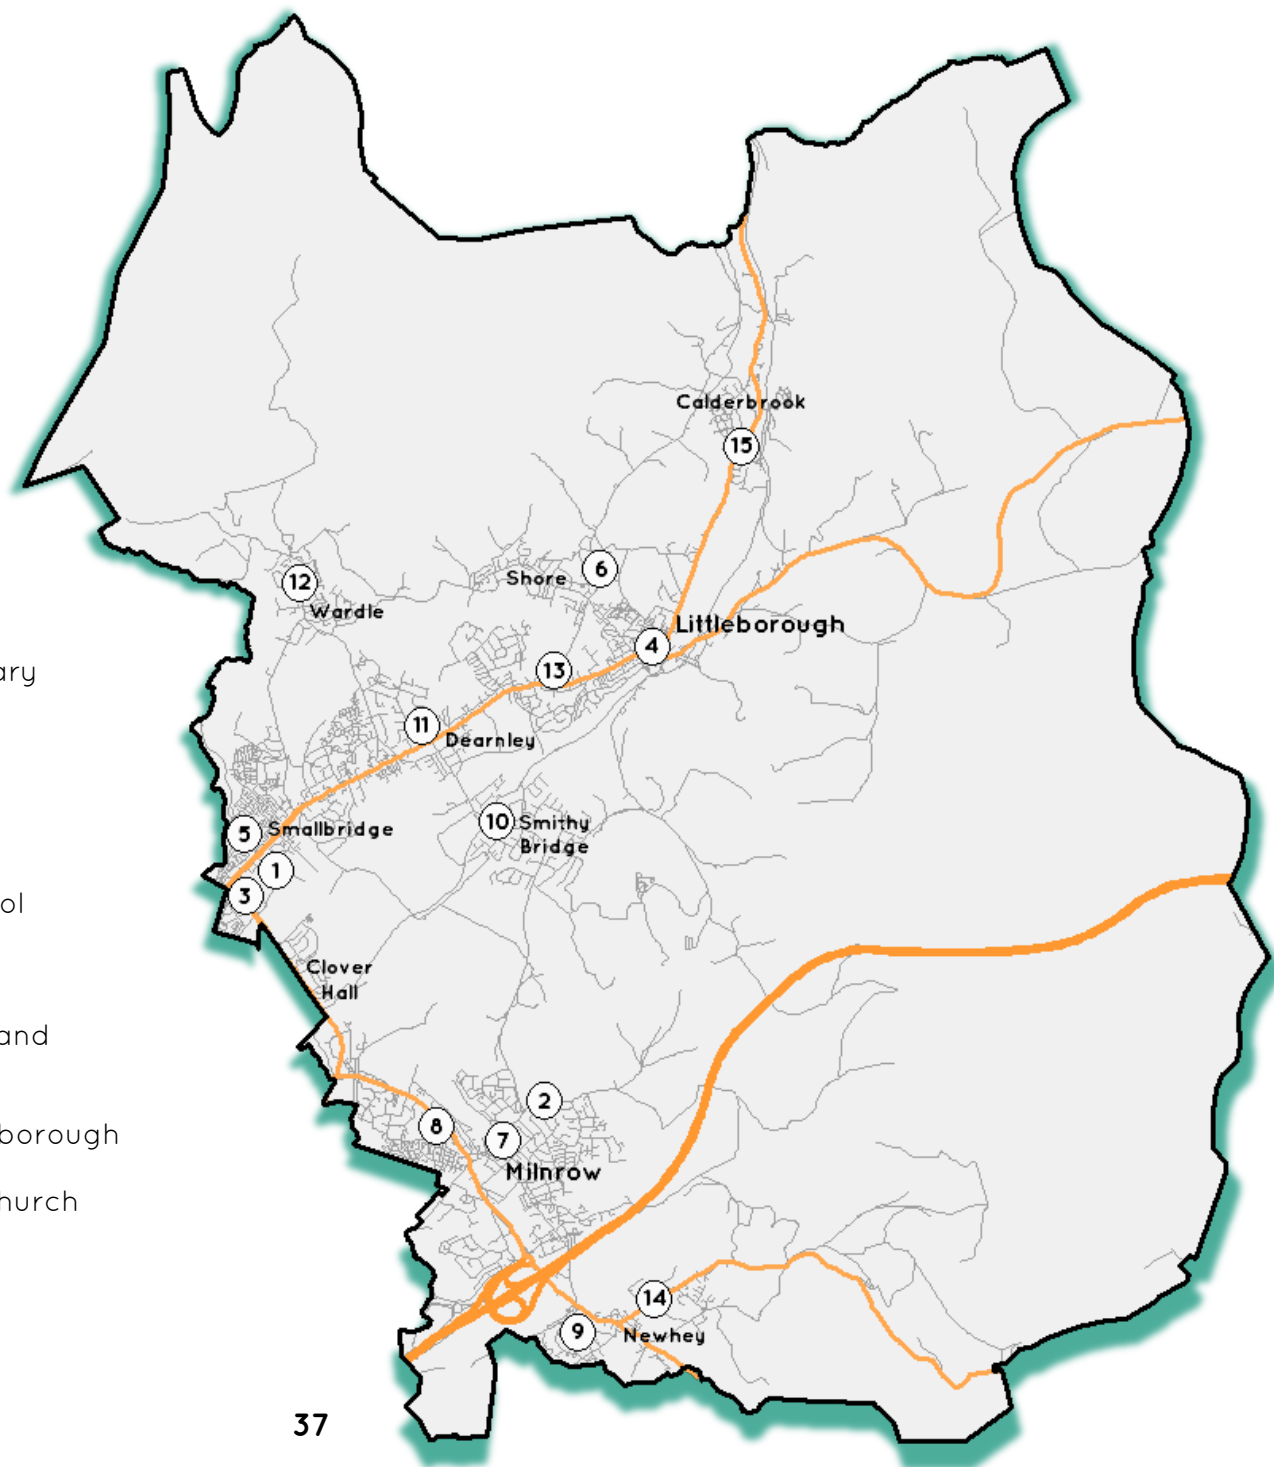 Calderbrook
15
6
Shore
12
Wardle
Littleborough
4
ary
13
11
Dearnley
10
Smithy
Bridge
5
Smallbridge
1
3
ol
Clover
Hall
and
2
8
7
borough
Milnrow
hurch
14
9
Newhey
37